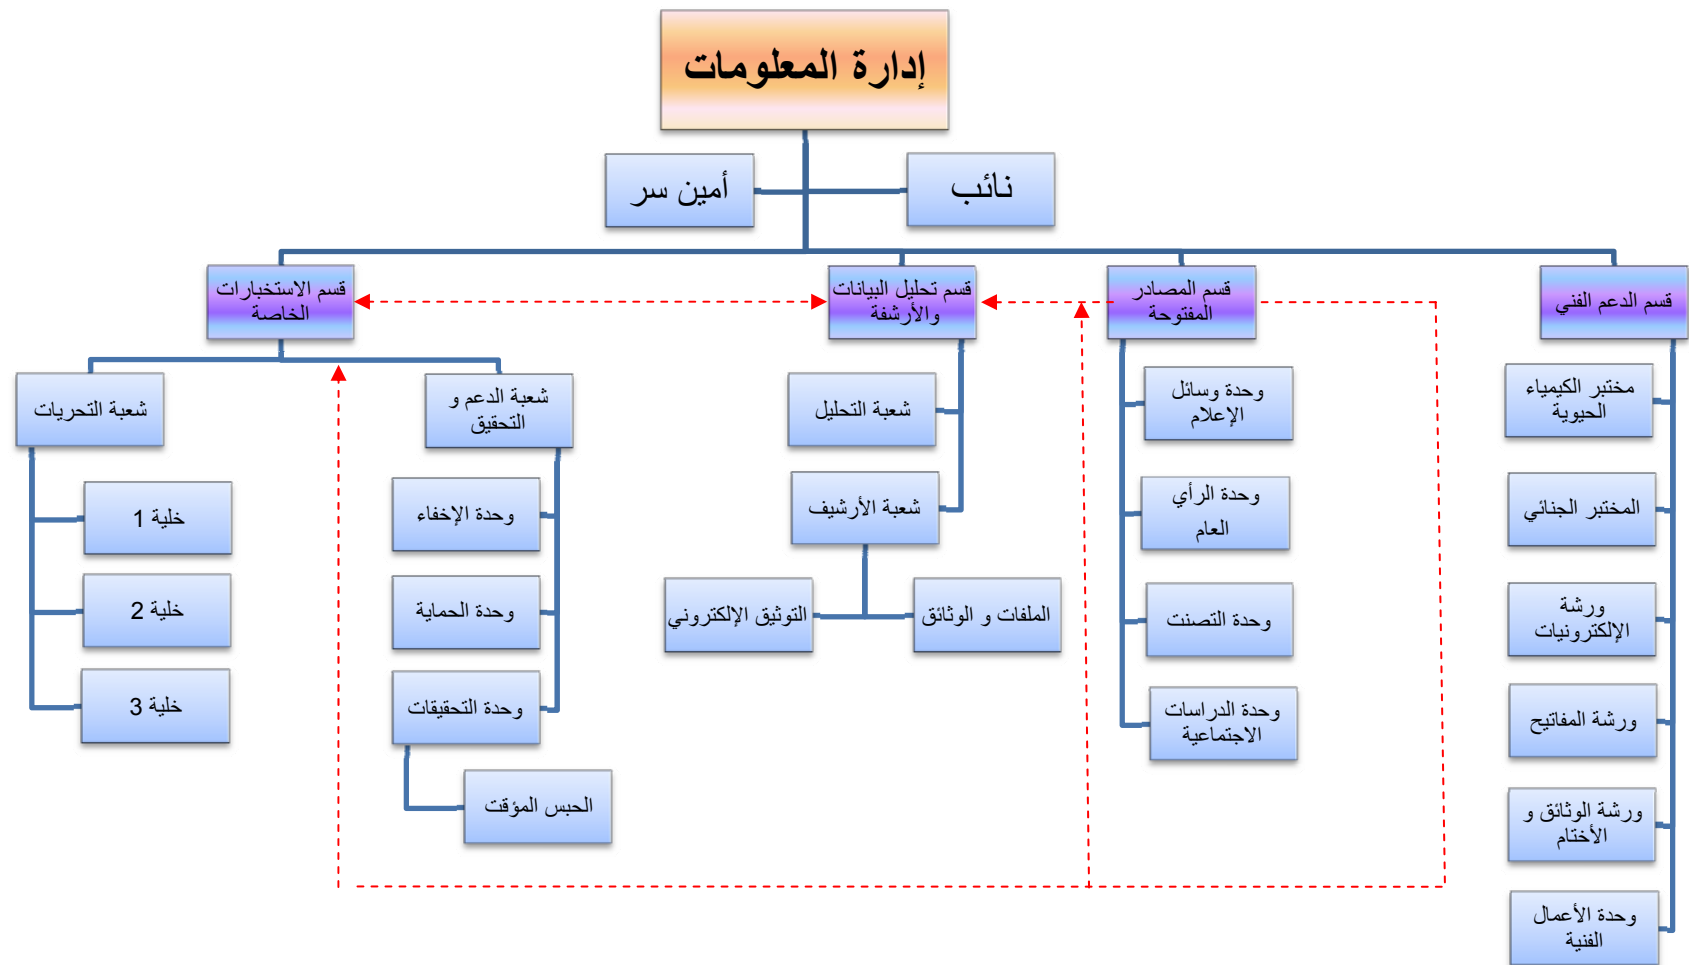 إدارة المعلومات
نائب
أمين سر
قسم الدعم الفني
قسم المصادر
المفتوحة
قسم تحليل البيانات
والأرشفة
قسم الاستخبارات
الخاصة
مختبر الكيمياء
الحيوية
المختبر الجنائي
ورشة
الإلكترونيات
ورشة المفاتيح
ورشة الوثائق و
الأختام
وحدة الأعمال
الفنية
وحدة وسائل
الإعلام
وحدة الرأي
العام
وحدة التصنت
وحدة الدراسات
الاجتماعية
شعبة التحليل
شعبة الأرشيف
الملفات و الوثائق
التوثيق الإلكتروني
شعبة الدعم و
التحقيق
وحدة الإخفاء
وحدة الحماية
وحدة التحقيقات
الحبس المؤقت
شعبة التحريات
خلية 1
خلية 2
خلية 3